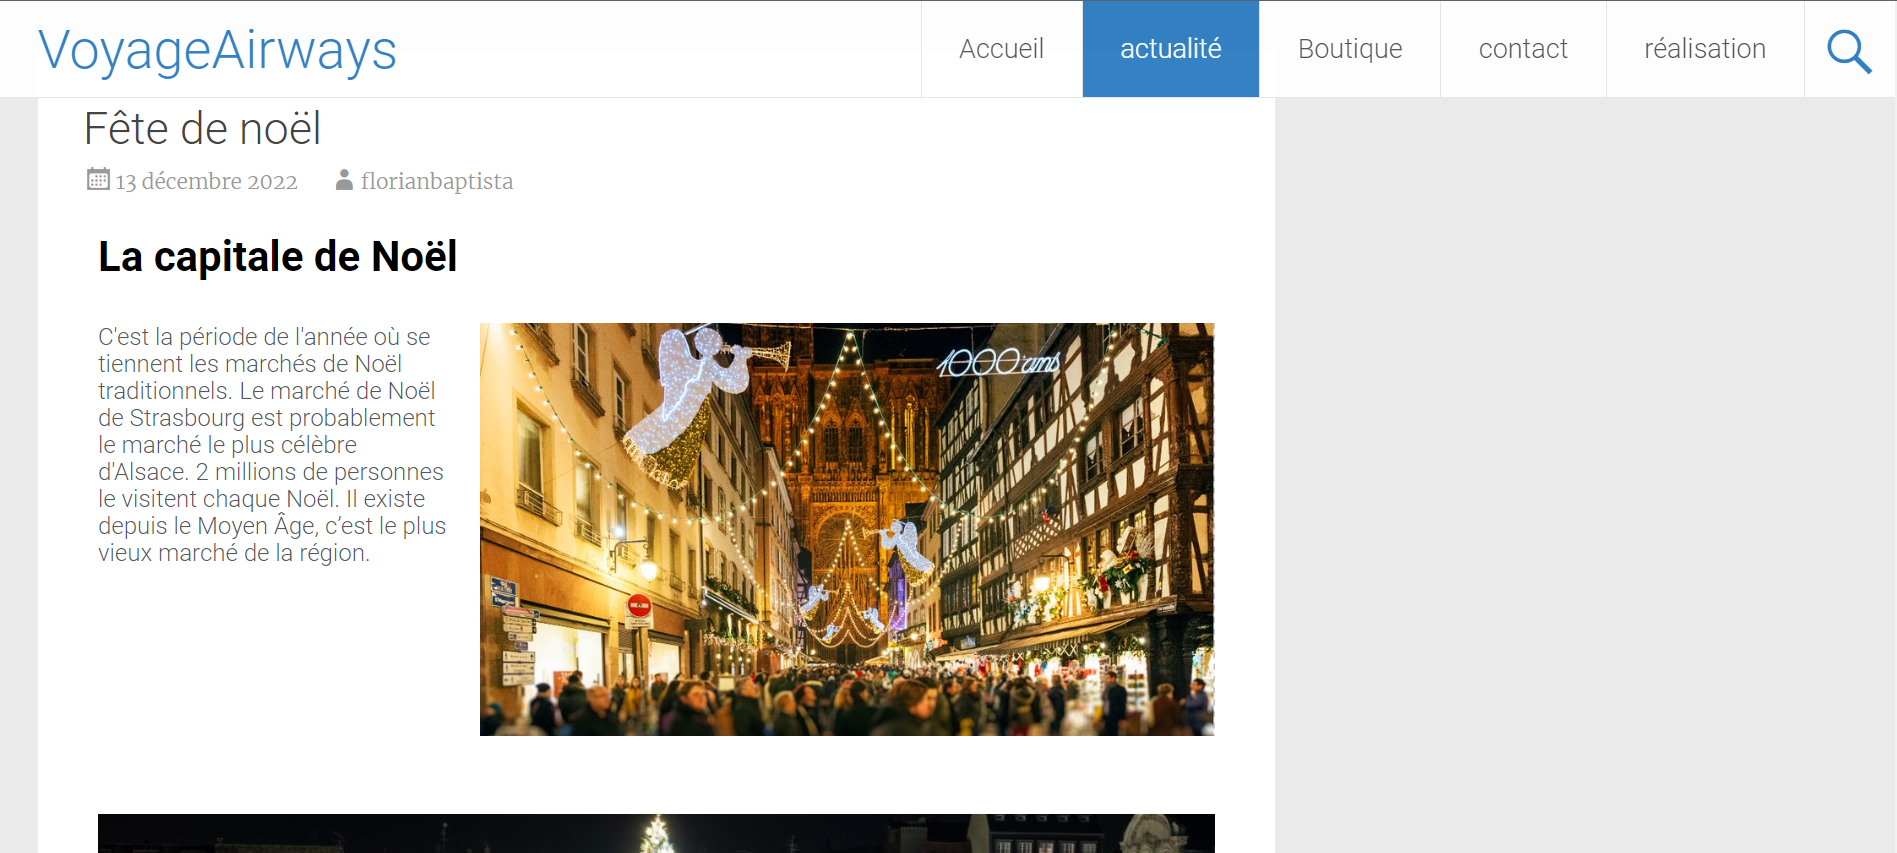 VoyageAirways
Accueil
actualité
Boutique
contact
réalisation
Fête de noël
13 décembre 2022
florianbaptista
La capitale de Noël
C'est la période de l'année où se
tiennent les marchés de Noël
traditionnels. Le marché de Noël
de Strasbourg est probablement
le marché le plus célèbre
d'Alsace. 2 millions de personnes
le visitent chaque Noël. Il existe
depuis le Moyen Âge, c’est le plus
vieux marché de la région.
1000 ans